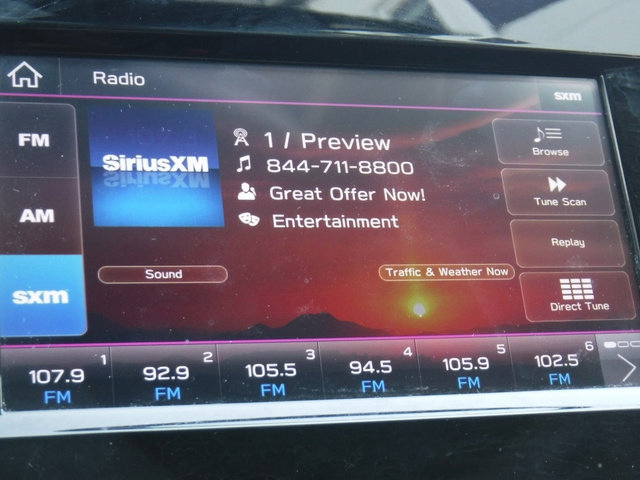 Radio
sxm
FM
AM
sxm
SiriusXM
1 / Preview
844-711-8800
Great Offer Now!
Entertainment
Browse
Tune Scan
Replay
Direct Tune
Sound
Traffic & Weather Now
1
107.9
FM
2
92.9
FM
3
105.5
FM
4
94.5
FM
5
105.9
FM
6
102.5
FM